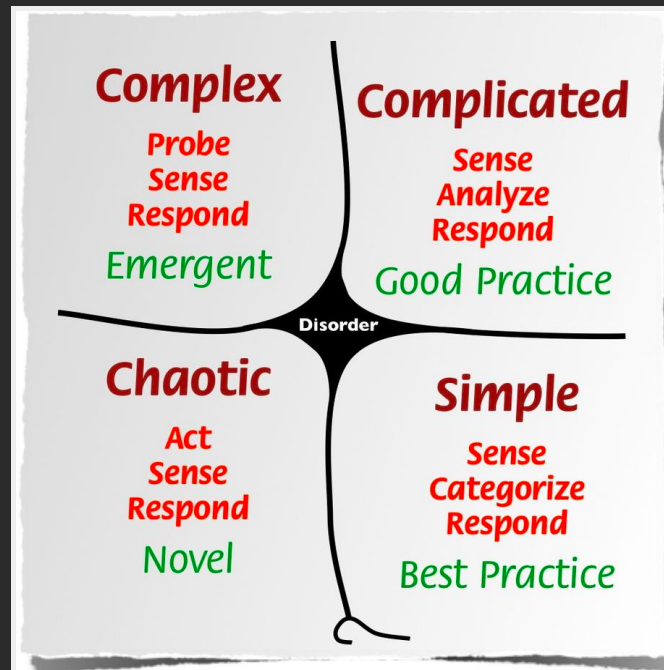 Complex
Probe
Sense
Respond
Emergent
Complicated
Sense
Analyze
Respond
Good Practice
Disorder
Chaotic
Act
Sense
Respond
Novel
Simple
Sense
Categorize
Respond
Best Practice